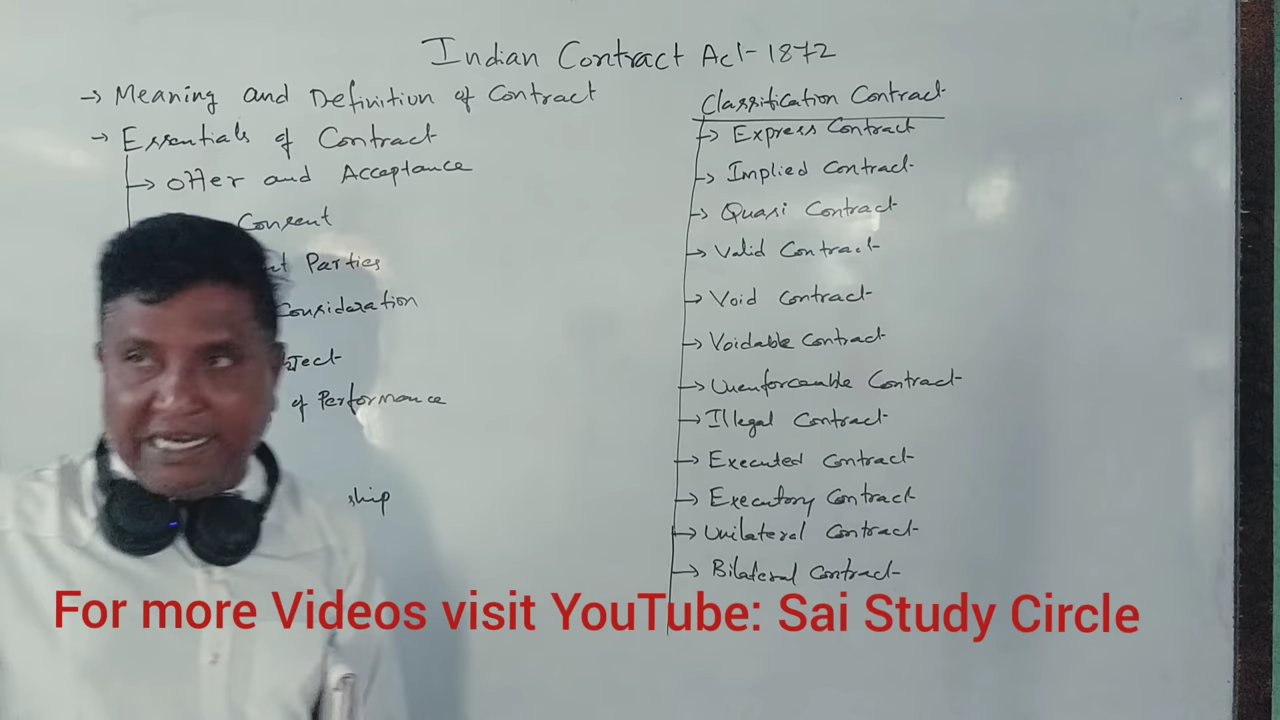 Indian Contract Act-1872
→ Meaning and Definition of Contract
→ Essentials of Contract
→ Offer and Acceptance
Consent
Parties
Consideration
of Performance
ship
Classification Contract
→ Express Contract
→ Implied Contract
→ Quasi Contract
→ Valid Contract
→ Void Contract
→ Voidable Contract
→ Unenforceable Contract
→ Illegal Contract
→ Executed Contract
→ Executory Contract
→ Unilateral Contract
→ Bilateral Contract
For more Videos visit YouTube: Sai Study Circle